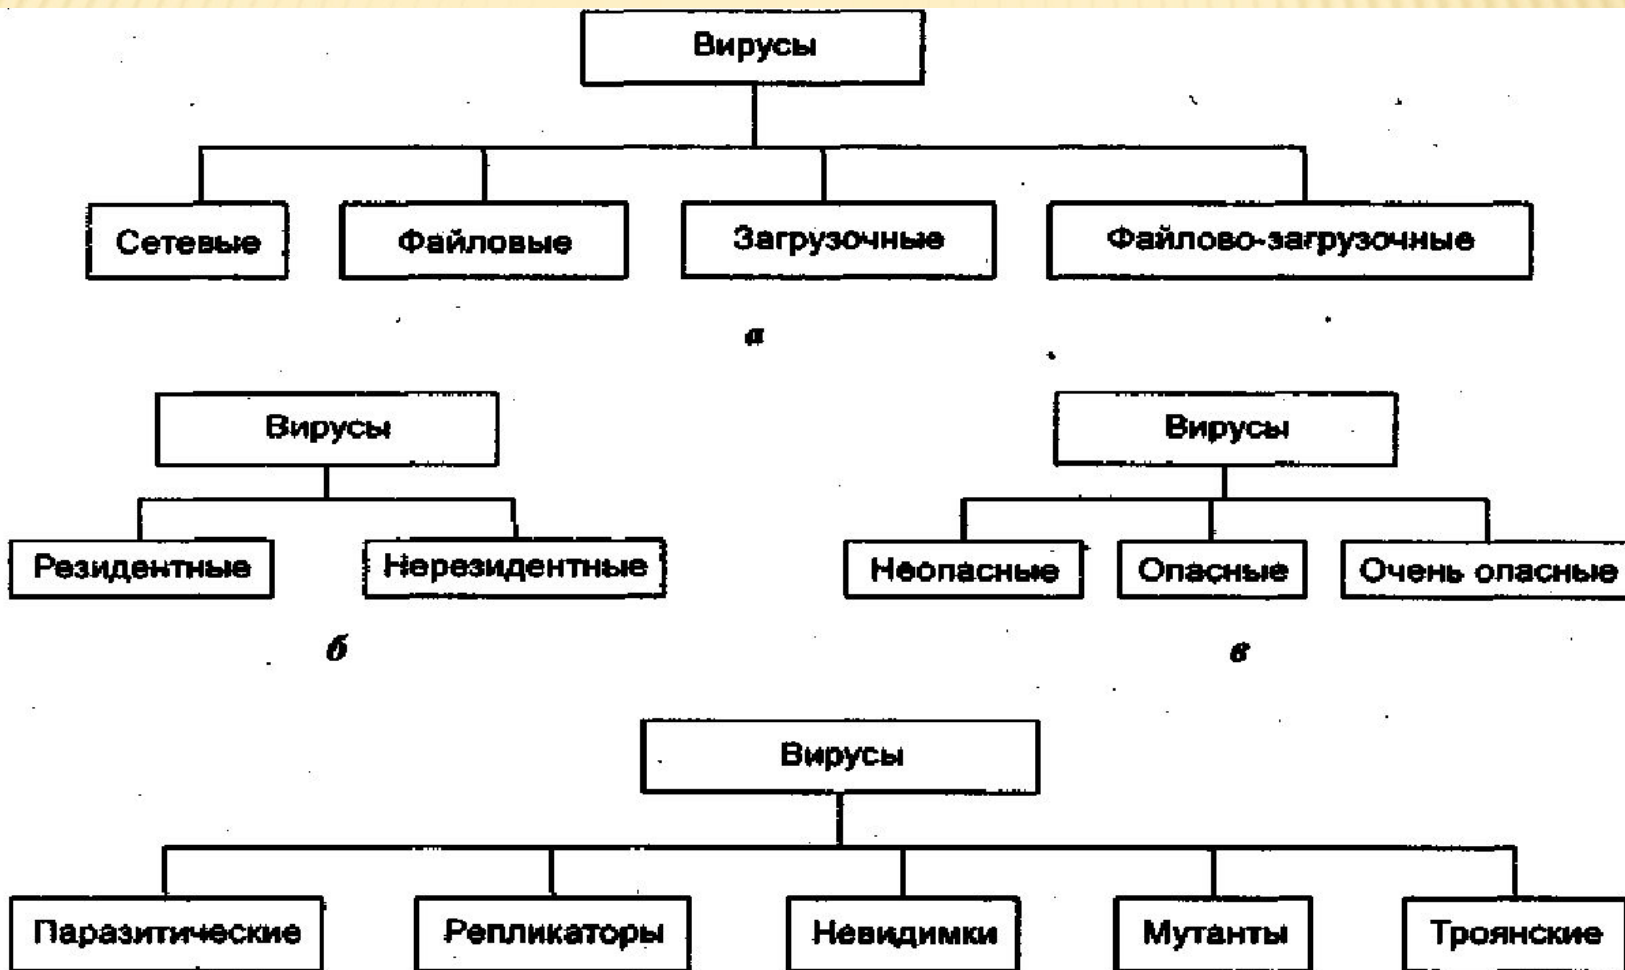 Вирусы
Сетевые Файловые Загрузочные Файлово-загрузочные
а
Вирусы Вирусы
Резидентные Нерезидентные Неопасные Опасные Очень опасные
б в
Вирусы
Паразитические Репликаторы Невидимки Мутанты Троянские